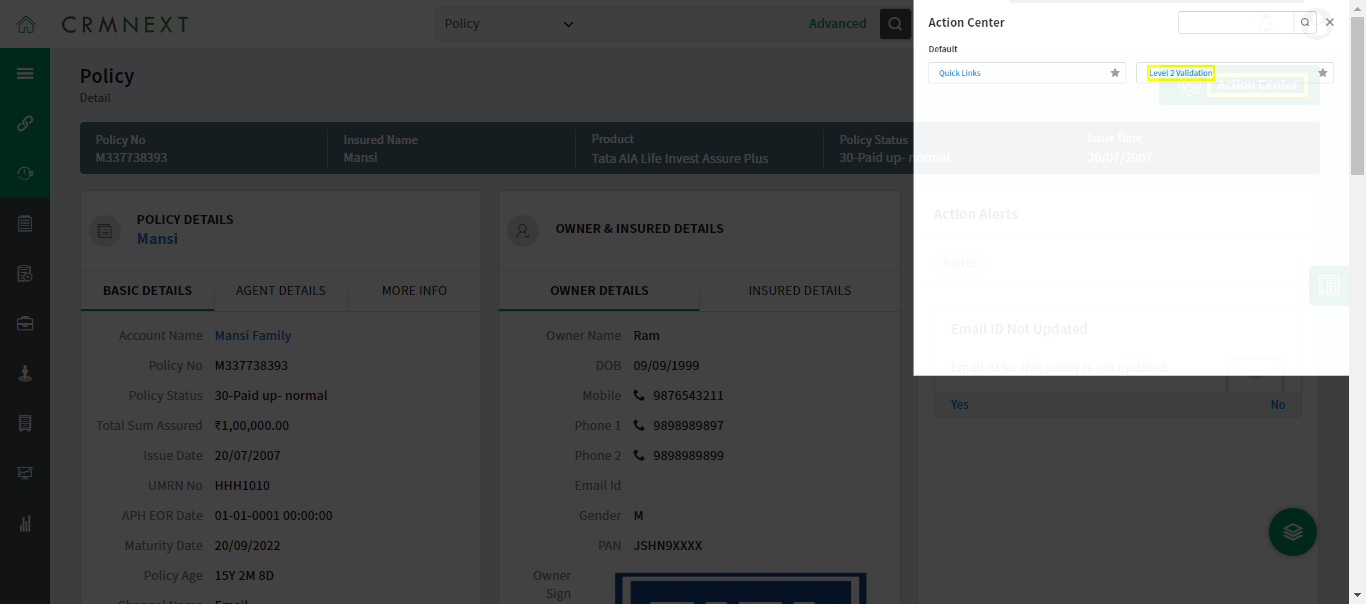 CRMNEXT
Policy
Advanced
Action Center
Default
Quick Links
Level 2 Validation
Action Center
Policy
Detail
Policy No
M337738393
Insured Name
Mansi
Product
Tata AIA Life Invest Assure Plus
Policy Status
30-Paid up- normal
Issue Date
20/07/2007
POLICY DETAILS
Mansi
BASIC DETAILS
AGENT DETAILS
MORE INFO
Account Name Mansi Family
Policy No M337738393
Policy Status 30-Paid up- normal
Total Sum Assured ₹1,00,000.00
Issue Date 20/07/2007
UMRN No HHH1010
APH EOR Date 01-01-0001 00:00:00
Maturity Date 20/09/2022
Policy Age 15Y 2M 8D
Channel Name Email
OWNER & INSURED DETAILS
OWNER DETAILS
INSURED DETAILS
Owner Name Ram
DOB 09/09/1999
Mobile 9876543211
Phone 1 9898989897
Phone 2 9898989899
Email Id
Gender M
PAN JSHN9XXXX
Owner
Sign
Action Alerts
Alerts
Email ID Not Updated
Email ID for this policy is not updated
Yes
No